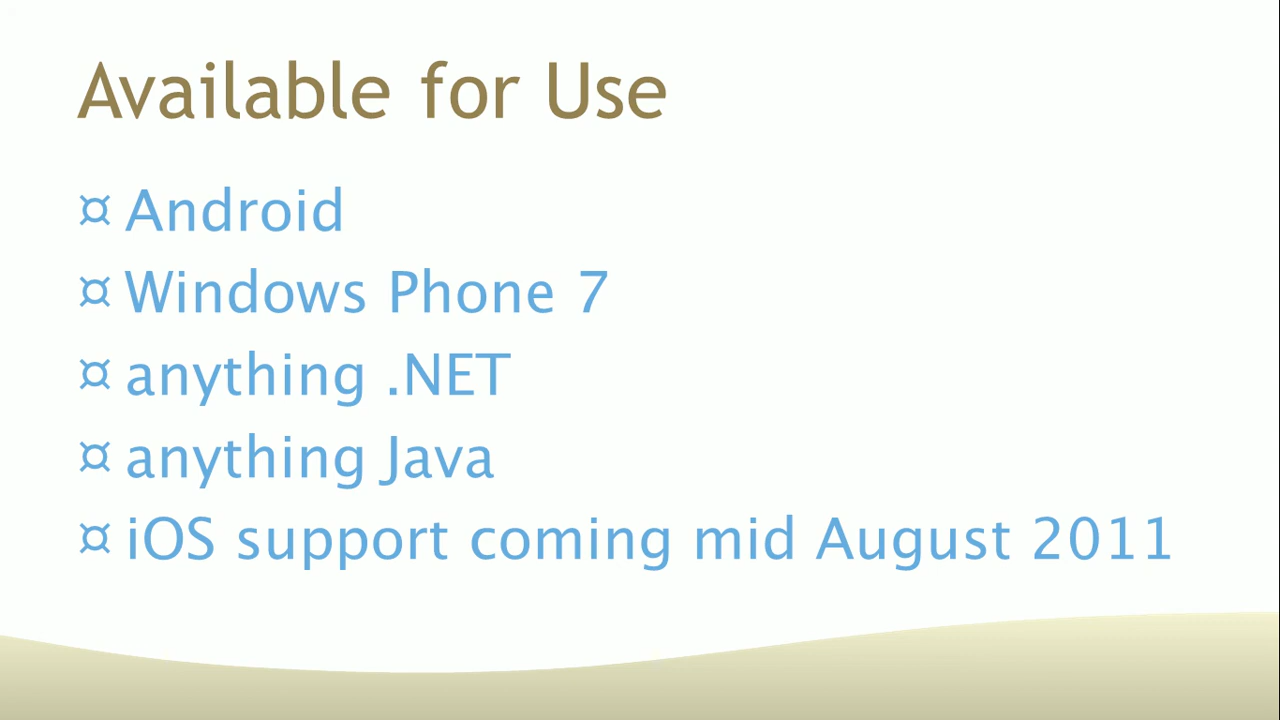 Available for Use
¤ Android
¤ Windows Phone 7
¤ anything .NET
¤ anything Java
¤ iOS support coming mid August 2011